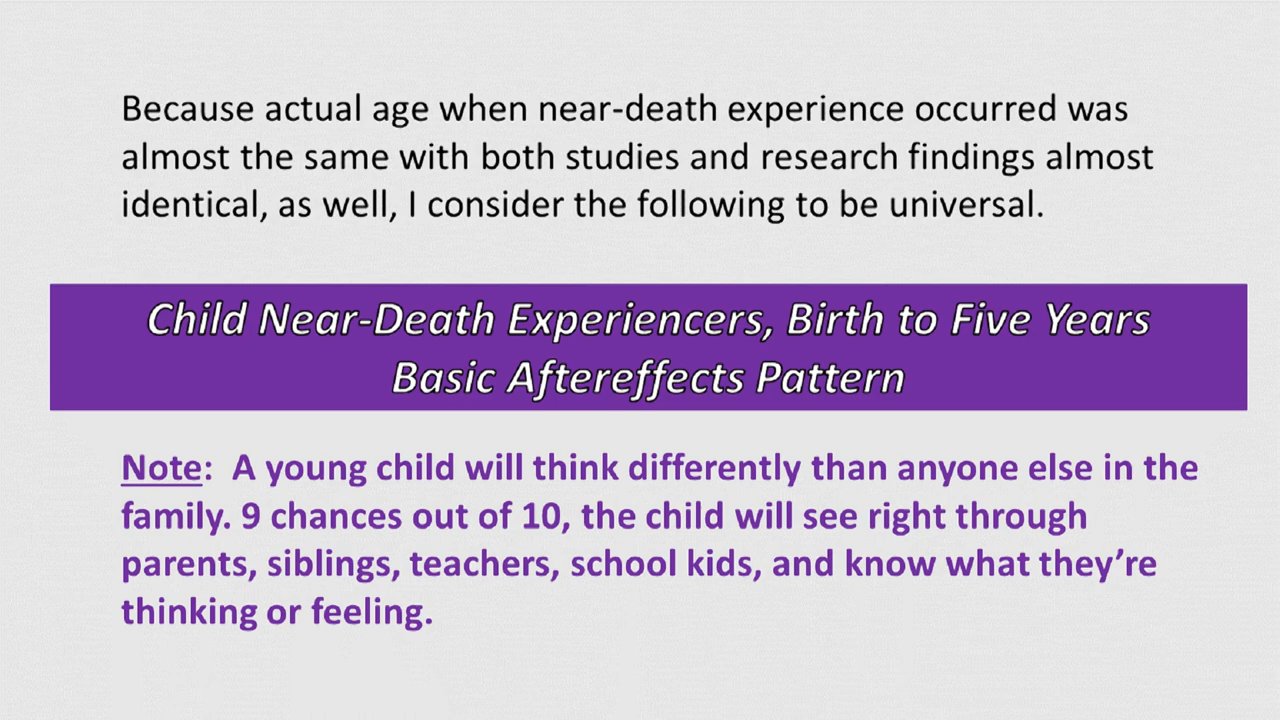 Because actual age when near-death experience occurred was
almost the same with both studies and research findings almost
identical, as well, I consider the following to be universal.
Child Near-Death Experiencers, Birth to Five Years
Basic Aftereffects Pattern
Note:  A young child will think differently than anyone else in the
family. 9 chances out of 10, the child will see right through
parents, siblings, teachers, school kids, and know what they’re
thinking or feeling.